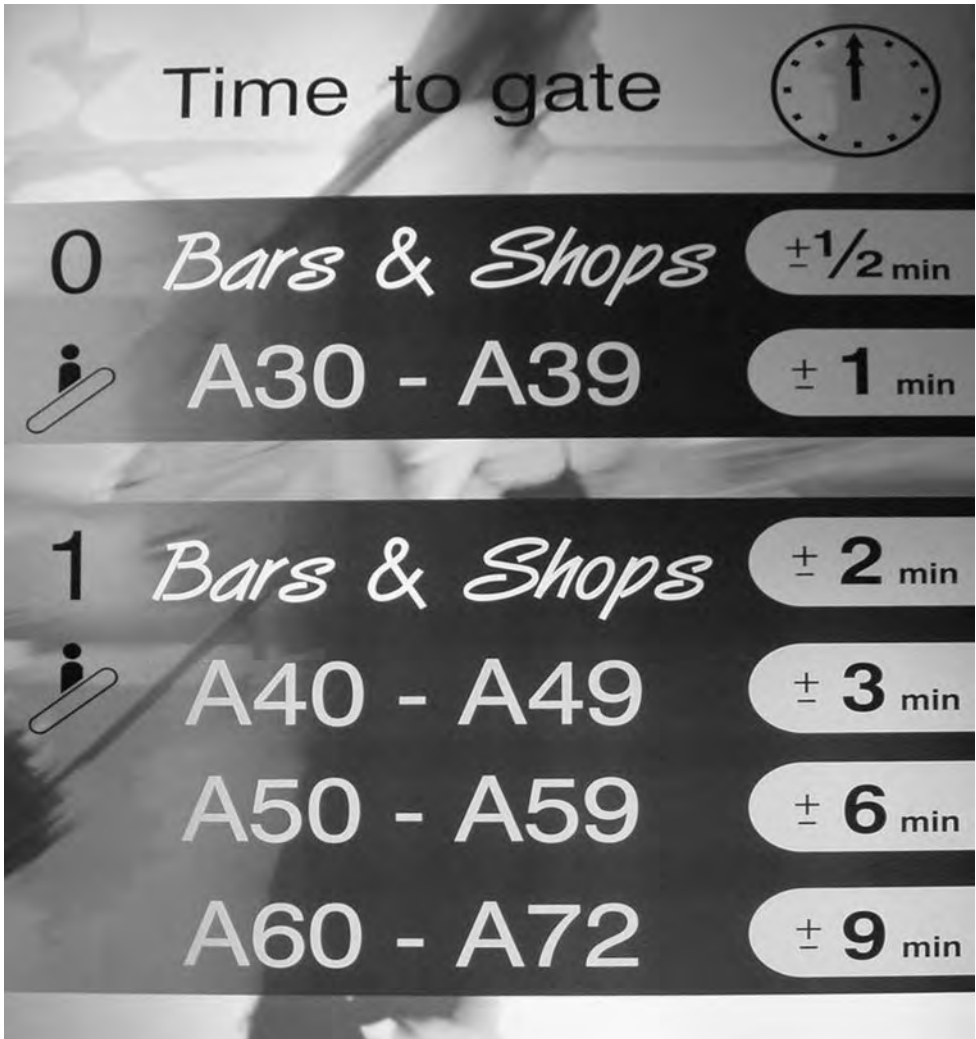 Time to gate
0 Bars & Shops ±1/2 min
A30 - A39 ± 1 min
1 Bars & Shops ± 2 min
A40 - A49 ± 3 min
A50 - A59 ± 6 min
A60 - A72 ± 9 min